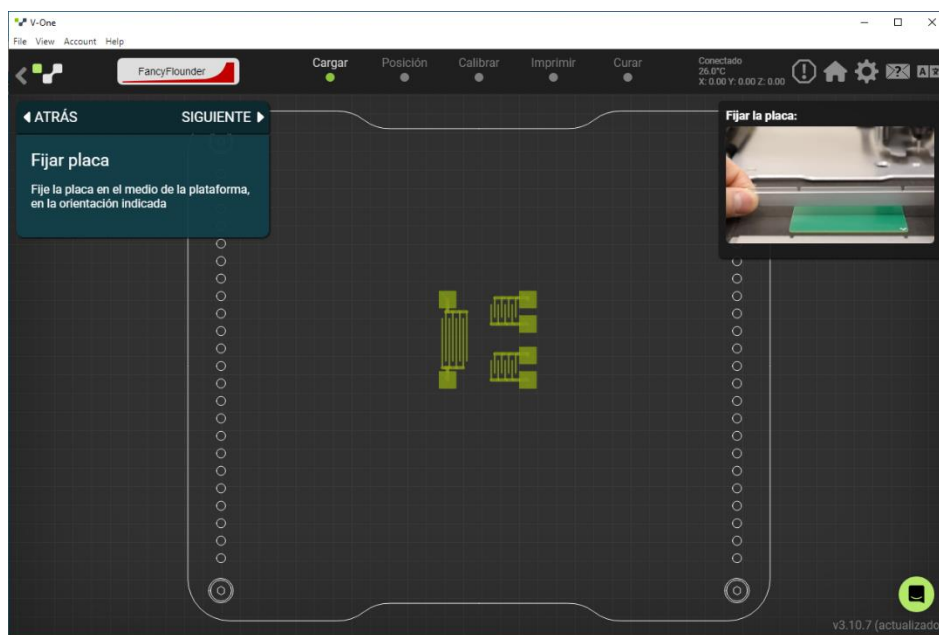 V-One
File View Account Help
FancyFlounder
Cargar
Posición
Calibrar
Imprimir
Curar
Conectado
26.0°C
X: 0.00 Y: 0.00 Z: 0.00
ATRÁS
SIGUIENTE
Fijar placa
Fije la placa en el medio de la plataforma,
en la orientación indicada
Fijar la placa:
v3.10.7 (actualizado